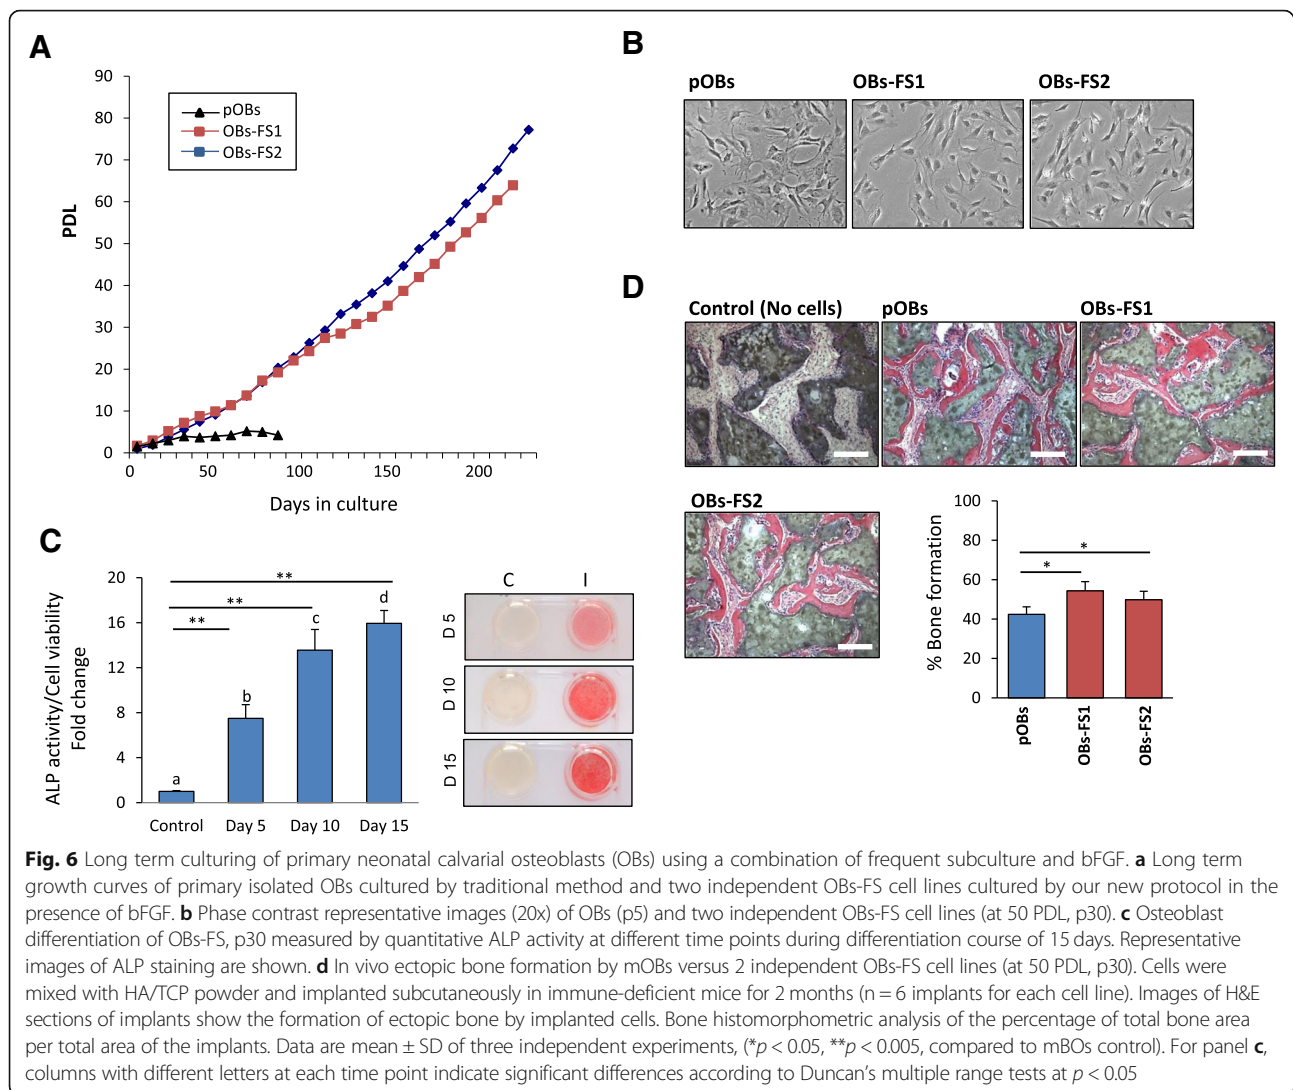 A
PDL
90
80
70
60
50
40
30
20
10
0
pOBs
OBs-FS1
OBs-FS2
0 50 100 150 200
Days in culture
B
pOBs OBs-FS1 OBs-FS2
C
ALP activity/Cell viability
Fold change
20
16
12
8
4
0
**
**
**
a
b
c
d
Control Day 5 Day 10 Day 15
C I
D 5
D 10
D 15
D
Control (No cells) pOBs OBs-FS1
OBs-FS2
% Bone formation
100
80
60
40
20
0
*
*
pOBs
OBs-FS1
OBs-FS2
Fig. 6 Long term culturing of primary neonatal calvarial osteoblasts (OBs) using a combination of frequent subculture and bFGF. a Long term
growth curves of primary isolated OBs cultured by traditional method and two independent OBs-FS cell lines cultured by our new protocol in the
presence of bFGF. b Phase contrast representative images (20x) of OBs (p5) and two independent OBs-FS cell lines (at 50 PDL, p30). c Osteoblast
differentiation of OBs-FS, p30 measured by quantitative ALP activity at different time points during differentiation course of 15 days. Representative
images of ALP staining are shown. d In vivo ectopic bone formation by mOBs versus 2 independent OBs-FS cell lines (at 50 PDL, p30). Cells were
mixed with HA/TCP powder and implanted subcutaneously in immune-deficient mice for 2 months (n = 6 implants for each cell line). Images of H&E
sections of implants show the formation of ectopic bone by implanted cells. Bone histomorphometric analysis of the percentage of total bone area
per total area of the implants. Data are mean ± SD of three independent experiments, (*p < 0.05, **p < 0.005, compared to mBOs control). For panel c,
columns with different letters at each time point indicate significant differences according to Duncan's multiple range tests at p < 0.05